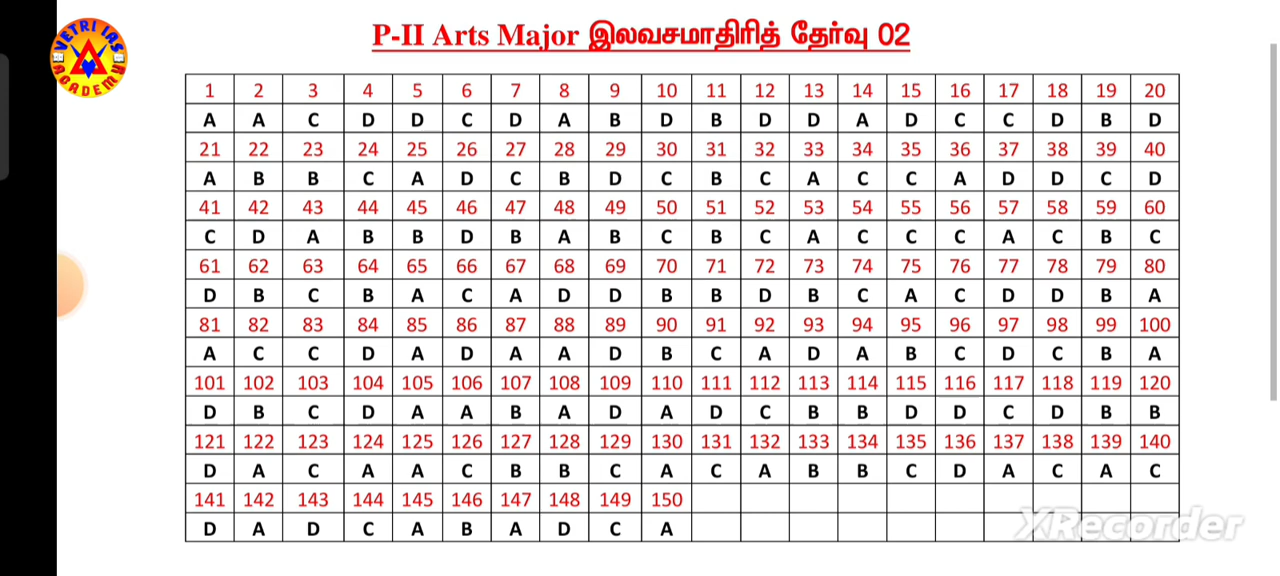 VETRI IAS
ACADEMY
P-II Arts Major இலவசமாதிரித் தேர்வு 02
1 2 3 4 5 6 7 8 9 10 11 12 13 14 15 16 17 18 19 20
A A C D D C D A B D B D D A D C C D B D
21 22 23 24 25 26 27 28 29 30 31 32 33 34 35 36 37 38 39 40
A B B C A D C B D C B C A C C A D D C D
41 42 43 44 45 46 47 48 49 50 51 52 53 54 55 56 57 58 59 60
C D A B B D B A B C B C A C C C A C B C
61 62 63 64 65 66 67 68 69 70 71 72 73 74 75 76 77 78 79 80
D B C B A C A D D B B D B C A C D D B A
81 82 83 84 85 86 87 88 89 90 91 92 93 94 95 96 97 98 99 100
A C C D A D A A D B C A D A B C D C B A
101 102 103 104 105 106 107 108 109 110 111 112 113 114 115 116 117 118 119 120
D B C D A A B A D A D C B B D D C D B B
121 122 123 124 125 126 127 128 129 130 131 132 133 134 135 136 137 138 139 140
D A C A A C B B C A C A B B C D A C A C
141 142 143 144 145 146 147 148 149 150
D A D C A B A D C A
XRecorder